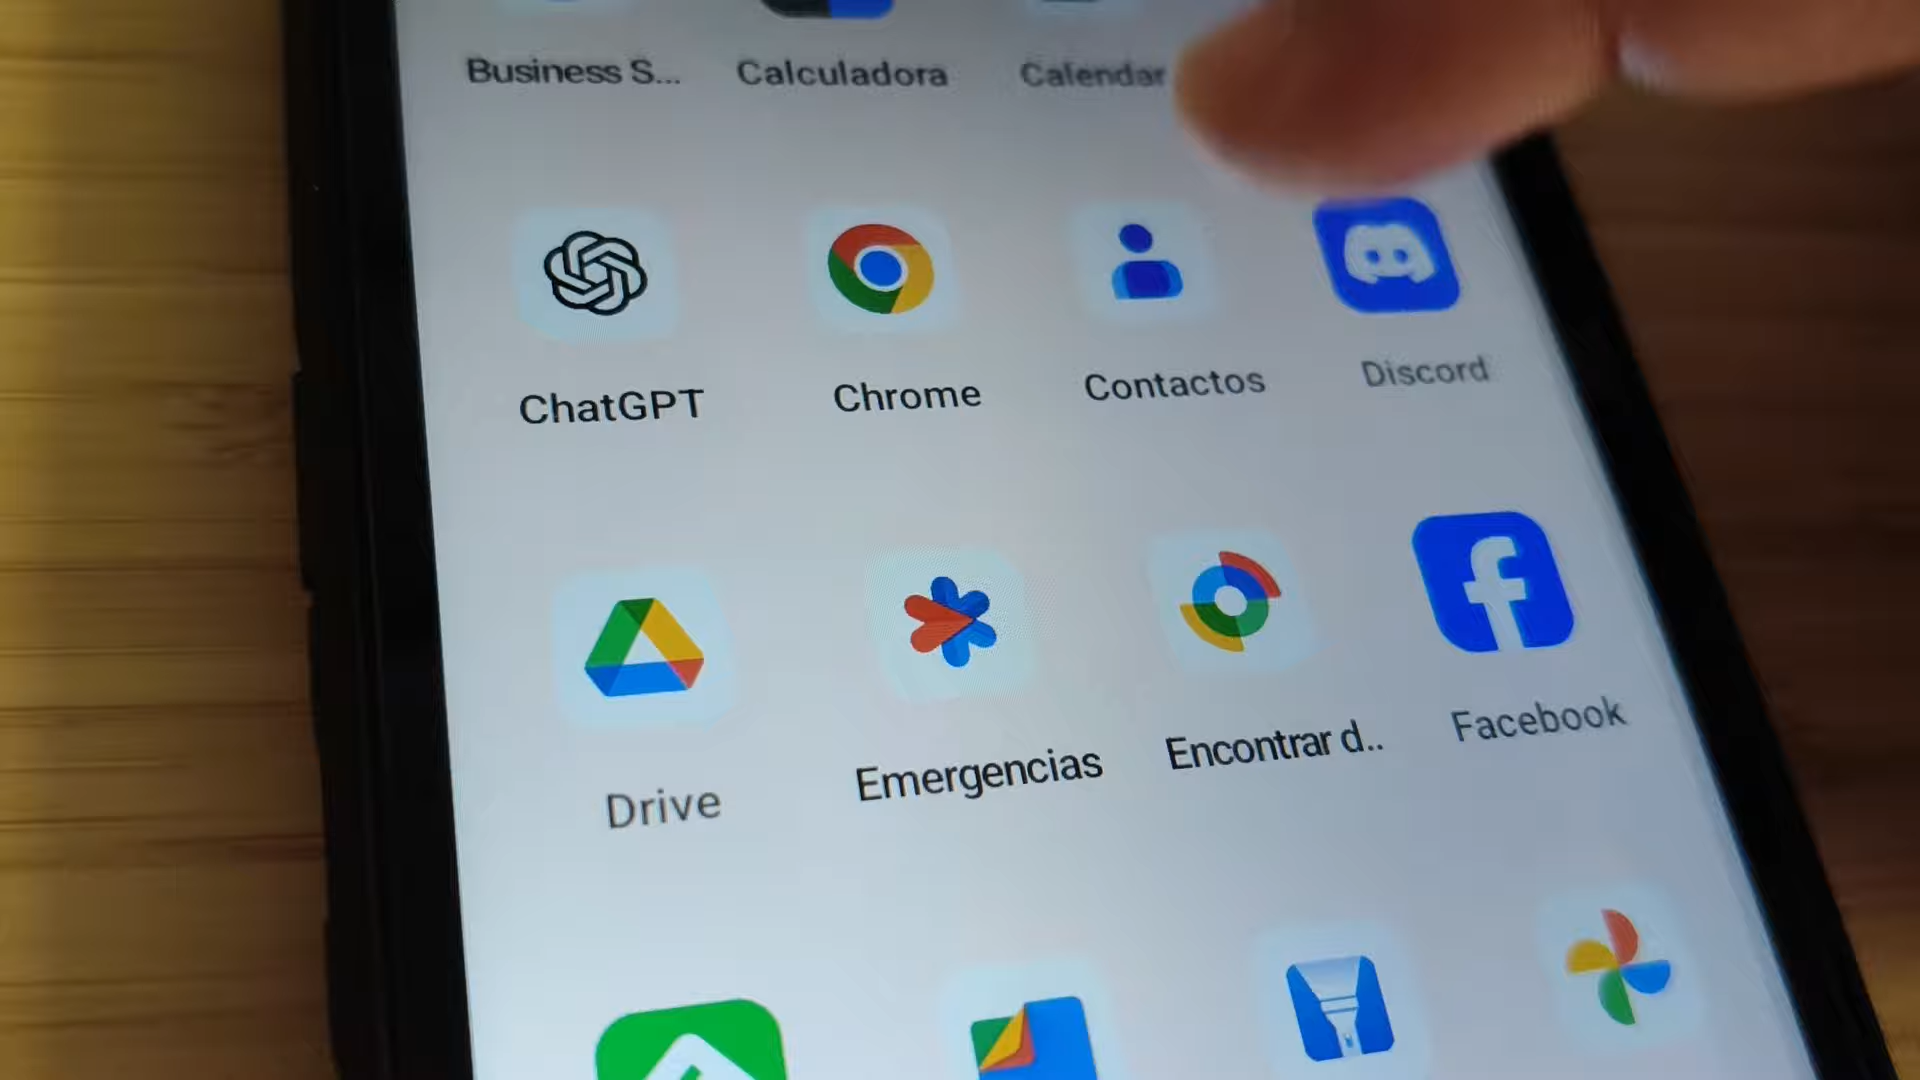 Business S...
Calculadora
Calendar
ChatGPT
Chrome
Contactos
Discord
Drive
Emergencias
Encontrar d..
Facebook